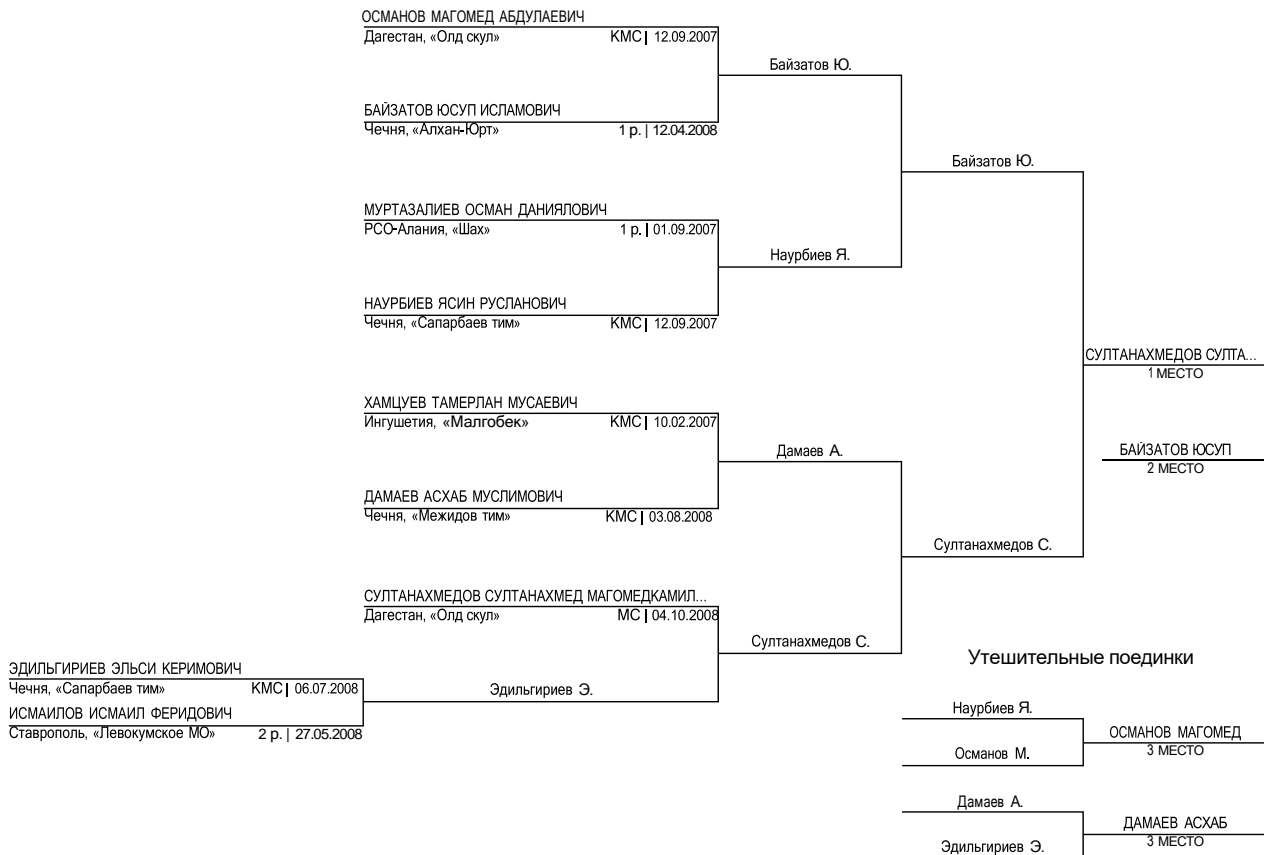 ОСМАНОВ МАГОМЕД АБДУЛАЕВИЧ
Дагестан, «Олд скул» КМС | 12.09.2007
Байзатов Ю.
БАЙЗАТОВ ЮСУП ИСЛАМОВИЧ
Чечня, «Алхан-Юрт» 1 р. | 12.04.2008
Байзатов Ю.
МУРТАЗАЛИЕВ ОСМАН ДАНИЯЛОВИЧ
РСО-Алания, «Шах» 1 р. | 01.09.2007
Наурбиев Я.
НАУРБИЕВ ЯСИН РУСЛАНОВИЧ
Чечня, «Сапарбаев тим» КМС | 12.09.2007
СУЛТАНАХМЕДОВ СУЛТА...
1 МЕСТО
ХАМЦУЕВ ТАМЕРЛАН МУСАЕВИЧ
Ингушетия, «Малгобек» КМС | 10.02.2007
Дамаев А.
БАЙЗАТОВ ЮСУП
2 МЕСТО
ДАМАЕВ АСХАБ МУСЛИМОВИЧ
Чечня, «Межидов тим» КМС | 03.08.2008
Султанахмедов С.
СУЛТАНАХМЕДОВ СУЛТАНАХМЕД МАГОМЕДКАМИЛ...
Дагестан, «Олд скул» МС | 04.10.2008
Султанахмедов С.
Утешительные поединки
ЭДИЛЬГИРИЕВ ЭЛЬСИ КЕРИМОВИЧ
Чечня, «Сапарбаев тим» КМС | 06.07.2008
Эдильгириев Э.
ИСМАИЛОВ ИСМАИЛ ФЕРИДОВИЧ
Ставрополь, «Левокумское МО» 2 р. | 27.05.2008
Наурбиев Я.
ОСМАНОВ МАГОМЕД
3 МЕСТО
Османов М.
Дамаев А.
ДАМАЕВ АСХАБ
3 МЕСТО
Эдильгириев Э.